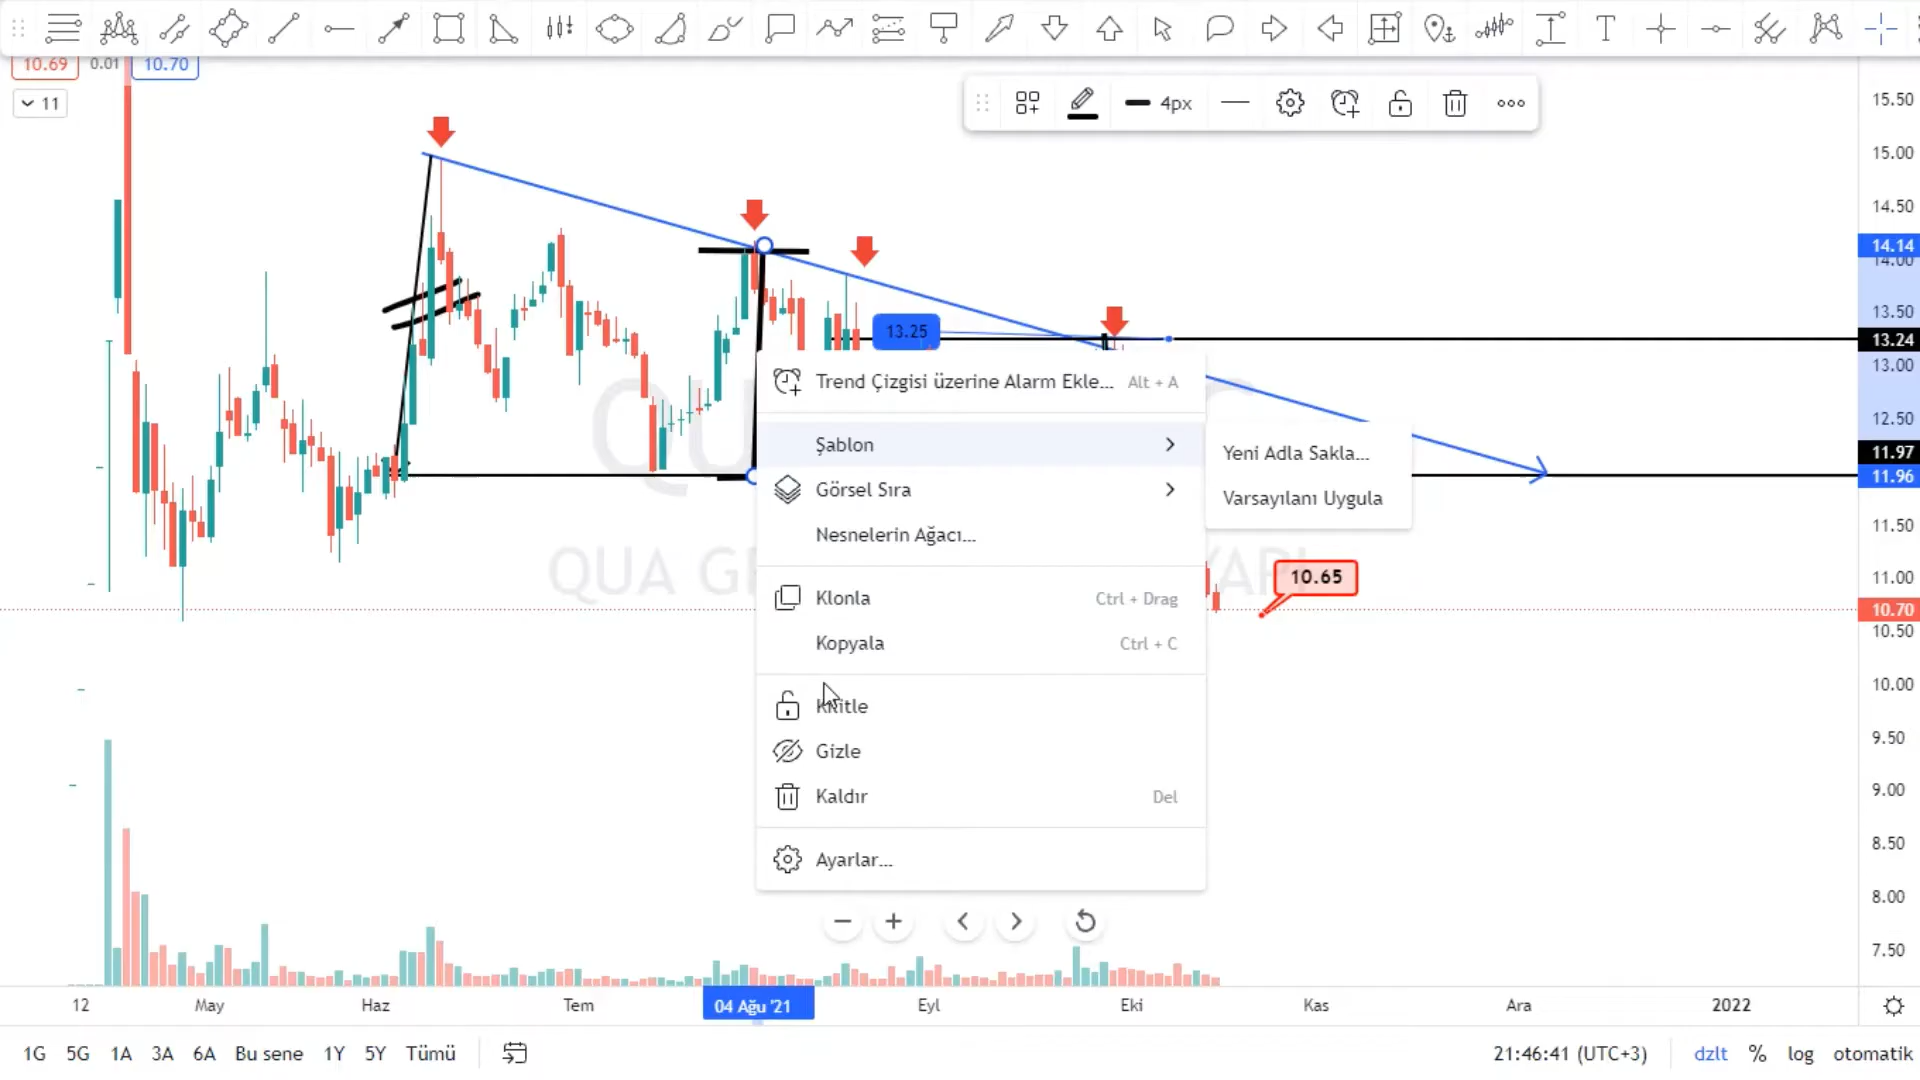 10.69 0.01 10.70
11
4px
15.50
15.00
14.50
14.14
14.00
13.50
13.25
13.24
13.00
12.50
11.97
11.96
11.50
11.00
10.70
10.50
10.00
9.50
9.00
8.50
8.00
7.50
QUA GE
YAPI
Trend Çizgisi üzerine Alarm Ekle... Alt + A
Şablon
Görsel Sıra
Nesnelerin Ağacı...
Klonla Ctrl + Drag
Kopyala Ctrl + C
Kilitle
Gizle
Kaldır Del
Ayarlar...
Yeni Adla Sakla...
Varsayılanı Uygula
10.65
12 May Haz Tem 04 Ağu '21 Eyl Eki Kas Ara 2022
1G 5G 1A 3A 6A Bu sene 1Y 5Y Tümü 21:46:41 (UTC+3) dzlt % log otomatik